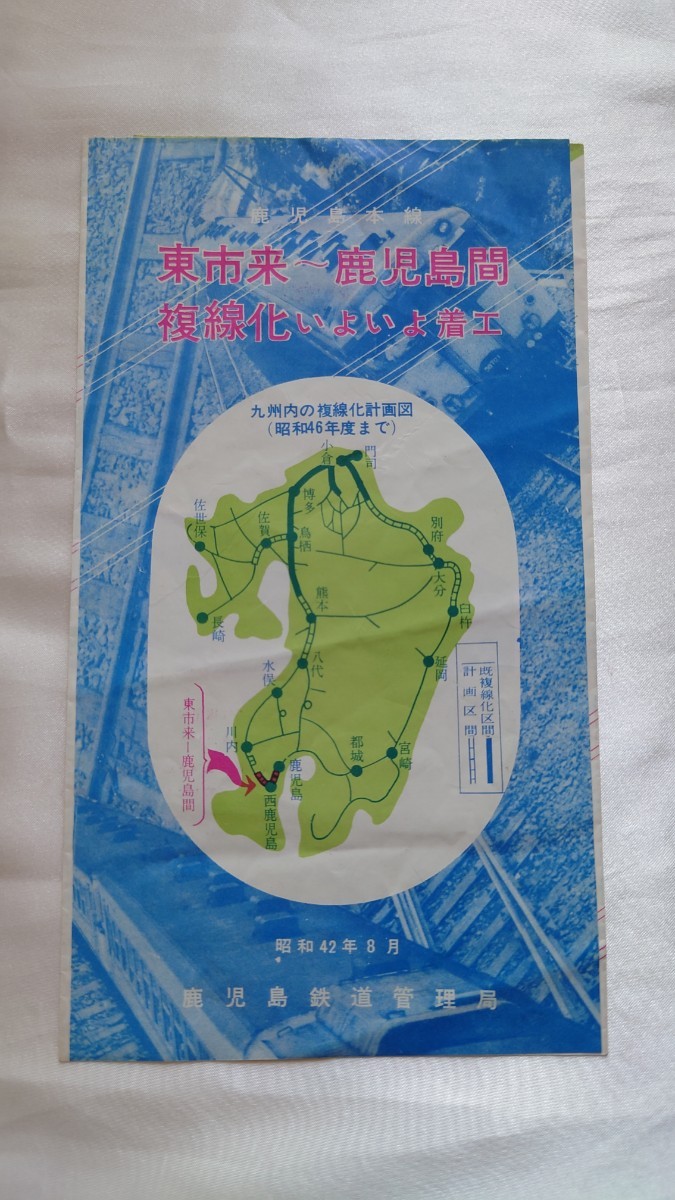 鹿児島本線
東市来～鹿児島間
複線化いよいよ着工
九州内の複線化計画図
(昭和46年度まで)
小倉
門司
博多
佐世保
佐賀
鳥栖
別府
大分
臼杵
長崎
熊本
八代
水俣
延岡
既複線化区間
計画区間
東市来－鹿児島間
川内
鹿児島
西鹿児島
都城
宮崎
昭和42年8月
鹿児島鉄道管理局